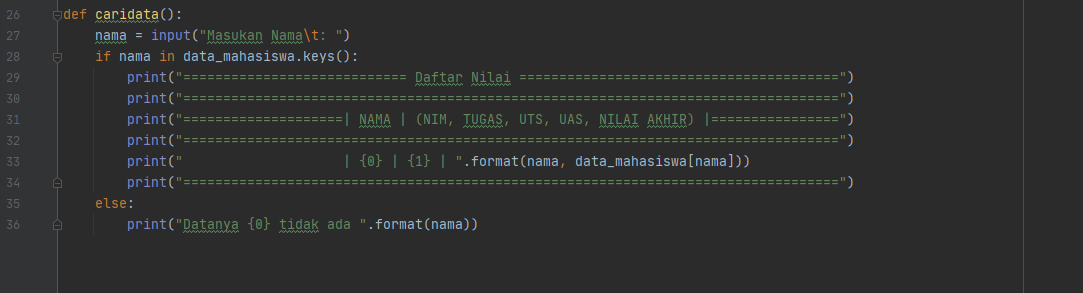 26 def caridata():
27     nama = input("Masukan Nama\t: ")
28     if nama in data_mahasiswa.keys():
29         print("============================ Daftar Nilai ========================================")
30         print("==================================================================================")
31         print("====================| NAMA | (NIM, TUGAS, UTS, UAS, NILAI AKHIR) |================")
32         print("==================================================================================")
33         print("                    | {0} | {1} | ".format(nama, data_mahasiswa[nama]))
34         print("==================================================================================")
35     else:
36         print("Datanya {0} tidak ada ".format(nama))